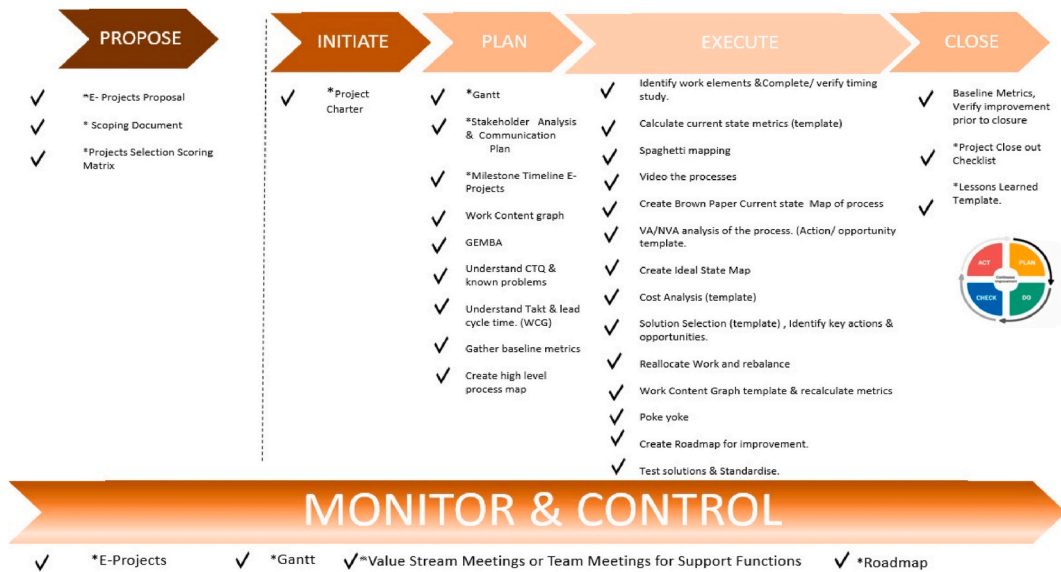 PROPOSE
*E- Projects Proposal
* Scoping Document
*Projects Selection Scoring
Matrix
INITIATE
*Project
Charter
PLAN
*Gantt
*Stakeholder Analysis
& Communication
Plan
*Milestone Timeline E-
Projects
Work Content graph
GEMBA
Understand CTQ &
known problems
Understand Takt & lead
cycle time. (WCG)
Gather baseline metrics
Create high level
process map
EXECUTE
Identify work elements &Complete/ verify timing
study.
Calculate current state metrics (template)
Spaghetti mapping
Video the processes
Create Brown Paper Current state Map of process
VA/NVA analysis of the process. (Action/ opportunity
template.
Create Ideal State Map
Cost Analysis (template)
Solution Selection (template) , Identify key actions &
opportunities.
Reallocate Work and rebalance
Work Content Graph template & recalculate metrics
Poke yoke
Create Roadmap for improvement.
Test solutions & Standardise.
CLOSE
Baseline Metrics,
Verify improvement
prior to closure
*Project Close out
Checklist
*Lessons Learned
Template.
ACT
PLAN
Continuous
Improvement
CHECK
DO
MONITOR & CONTROL
*E-Projects
*Gantt
*Value Stream Meetings or Team Meetings for Support Functions
*Roadmap